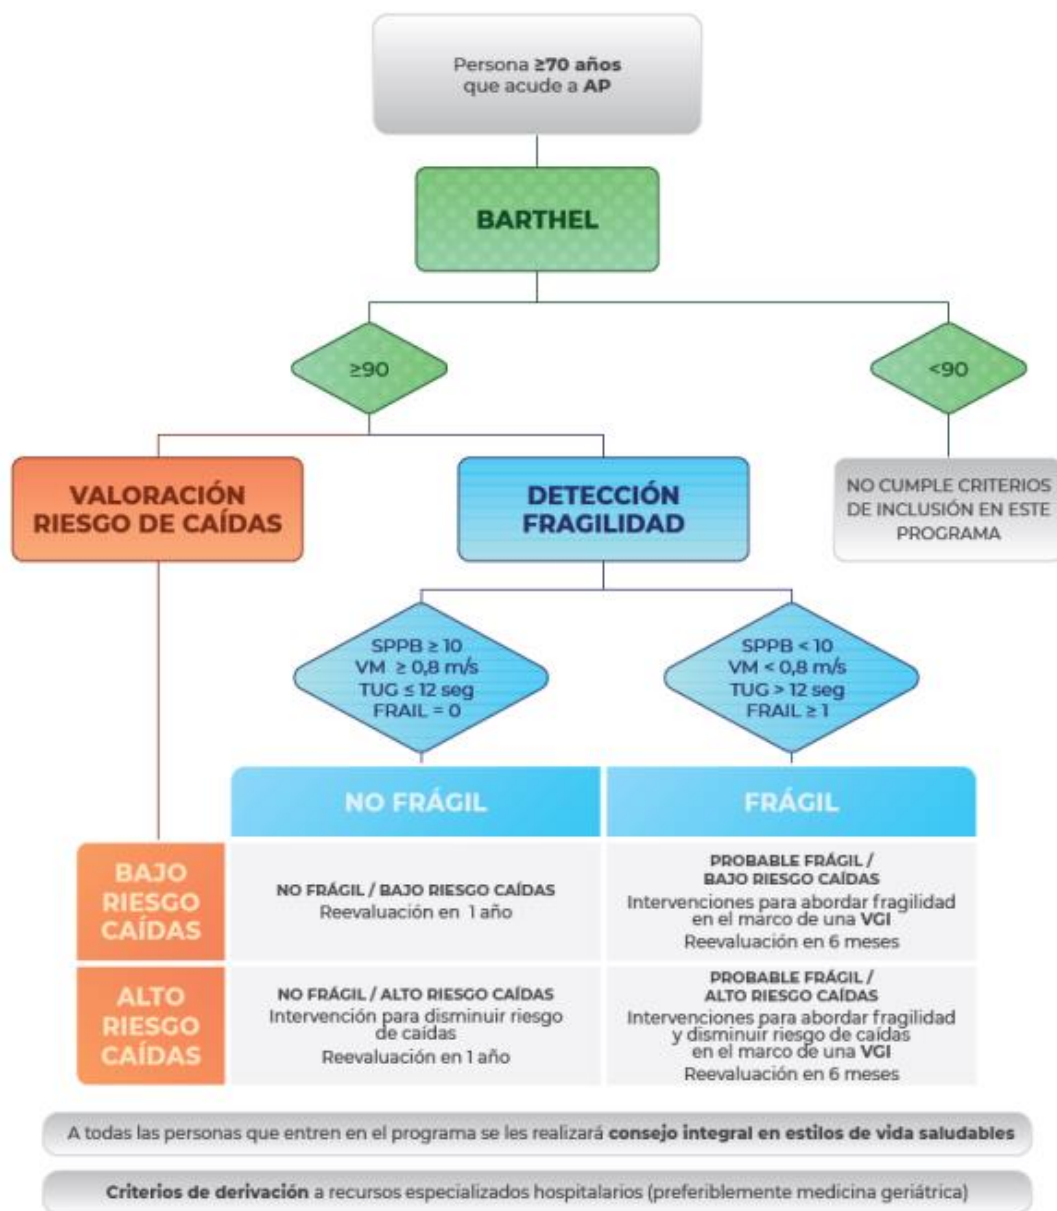 Persona ≥70 años
que acude a AP
BARTHEL
≥90
<90
VALORACIÓN
RIESGO DE CAÍDAS
DETECCIÓN
FRAGILIDAD
NO CUMPLE CRITERIOS
DE INCLUSIÓN EN ESTE
PROGRAMA
SPPB ≥ 10
VM ≥ 0,8 m/s
TUG ≤ 12 seg
FRAIL = 0
SPPB < 10
VM < 0,8 m/s
TUG > 12 seg
FRAIL ≥ 1
NO FRÁGIL
FRÁGIL
BAJO
RIESGO
CAÍDAS
NO FRÁGIL / BAJO RIESGO CAÍDAS
Reevaluación en 1 año
PROBABLE FRÁGIL /
BAJO RIESGO CAÍDAS
Intervenciones para abordar fragilidad
en el marco de una VGI
Reevaluación en 6 meses
ALTO
RIESGO
CAÍDAS
NO FRÁGIL / ALTO RIESGO CAÍDAS
Intervención para disminuir riesgo
de caídas
Reevaluación en 1 año
PROBABLE FRÁGIL /
ALTO RIESGO CAÍDAS
Intervenciones para abordar fragilidad
y disminuir riesgo de caídas
en el marco de una VGI
Reevaluación en 6 meses
A todas las personas que entren en el programa se les realizará consejo integral en estilos de vida saludables
Criterios de derivación a recursos especializados hospitalarios (preferiblemente medicina geriátrica)